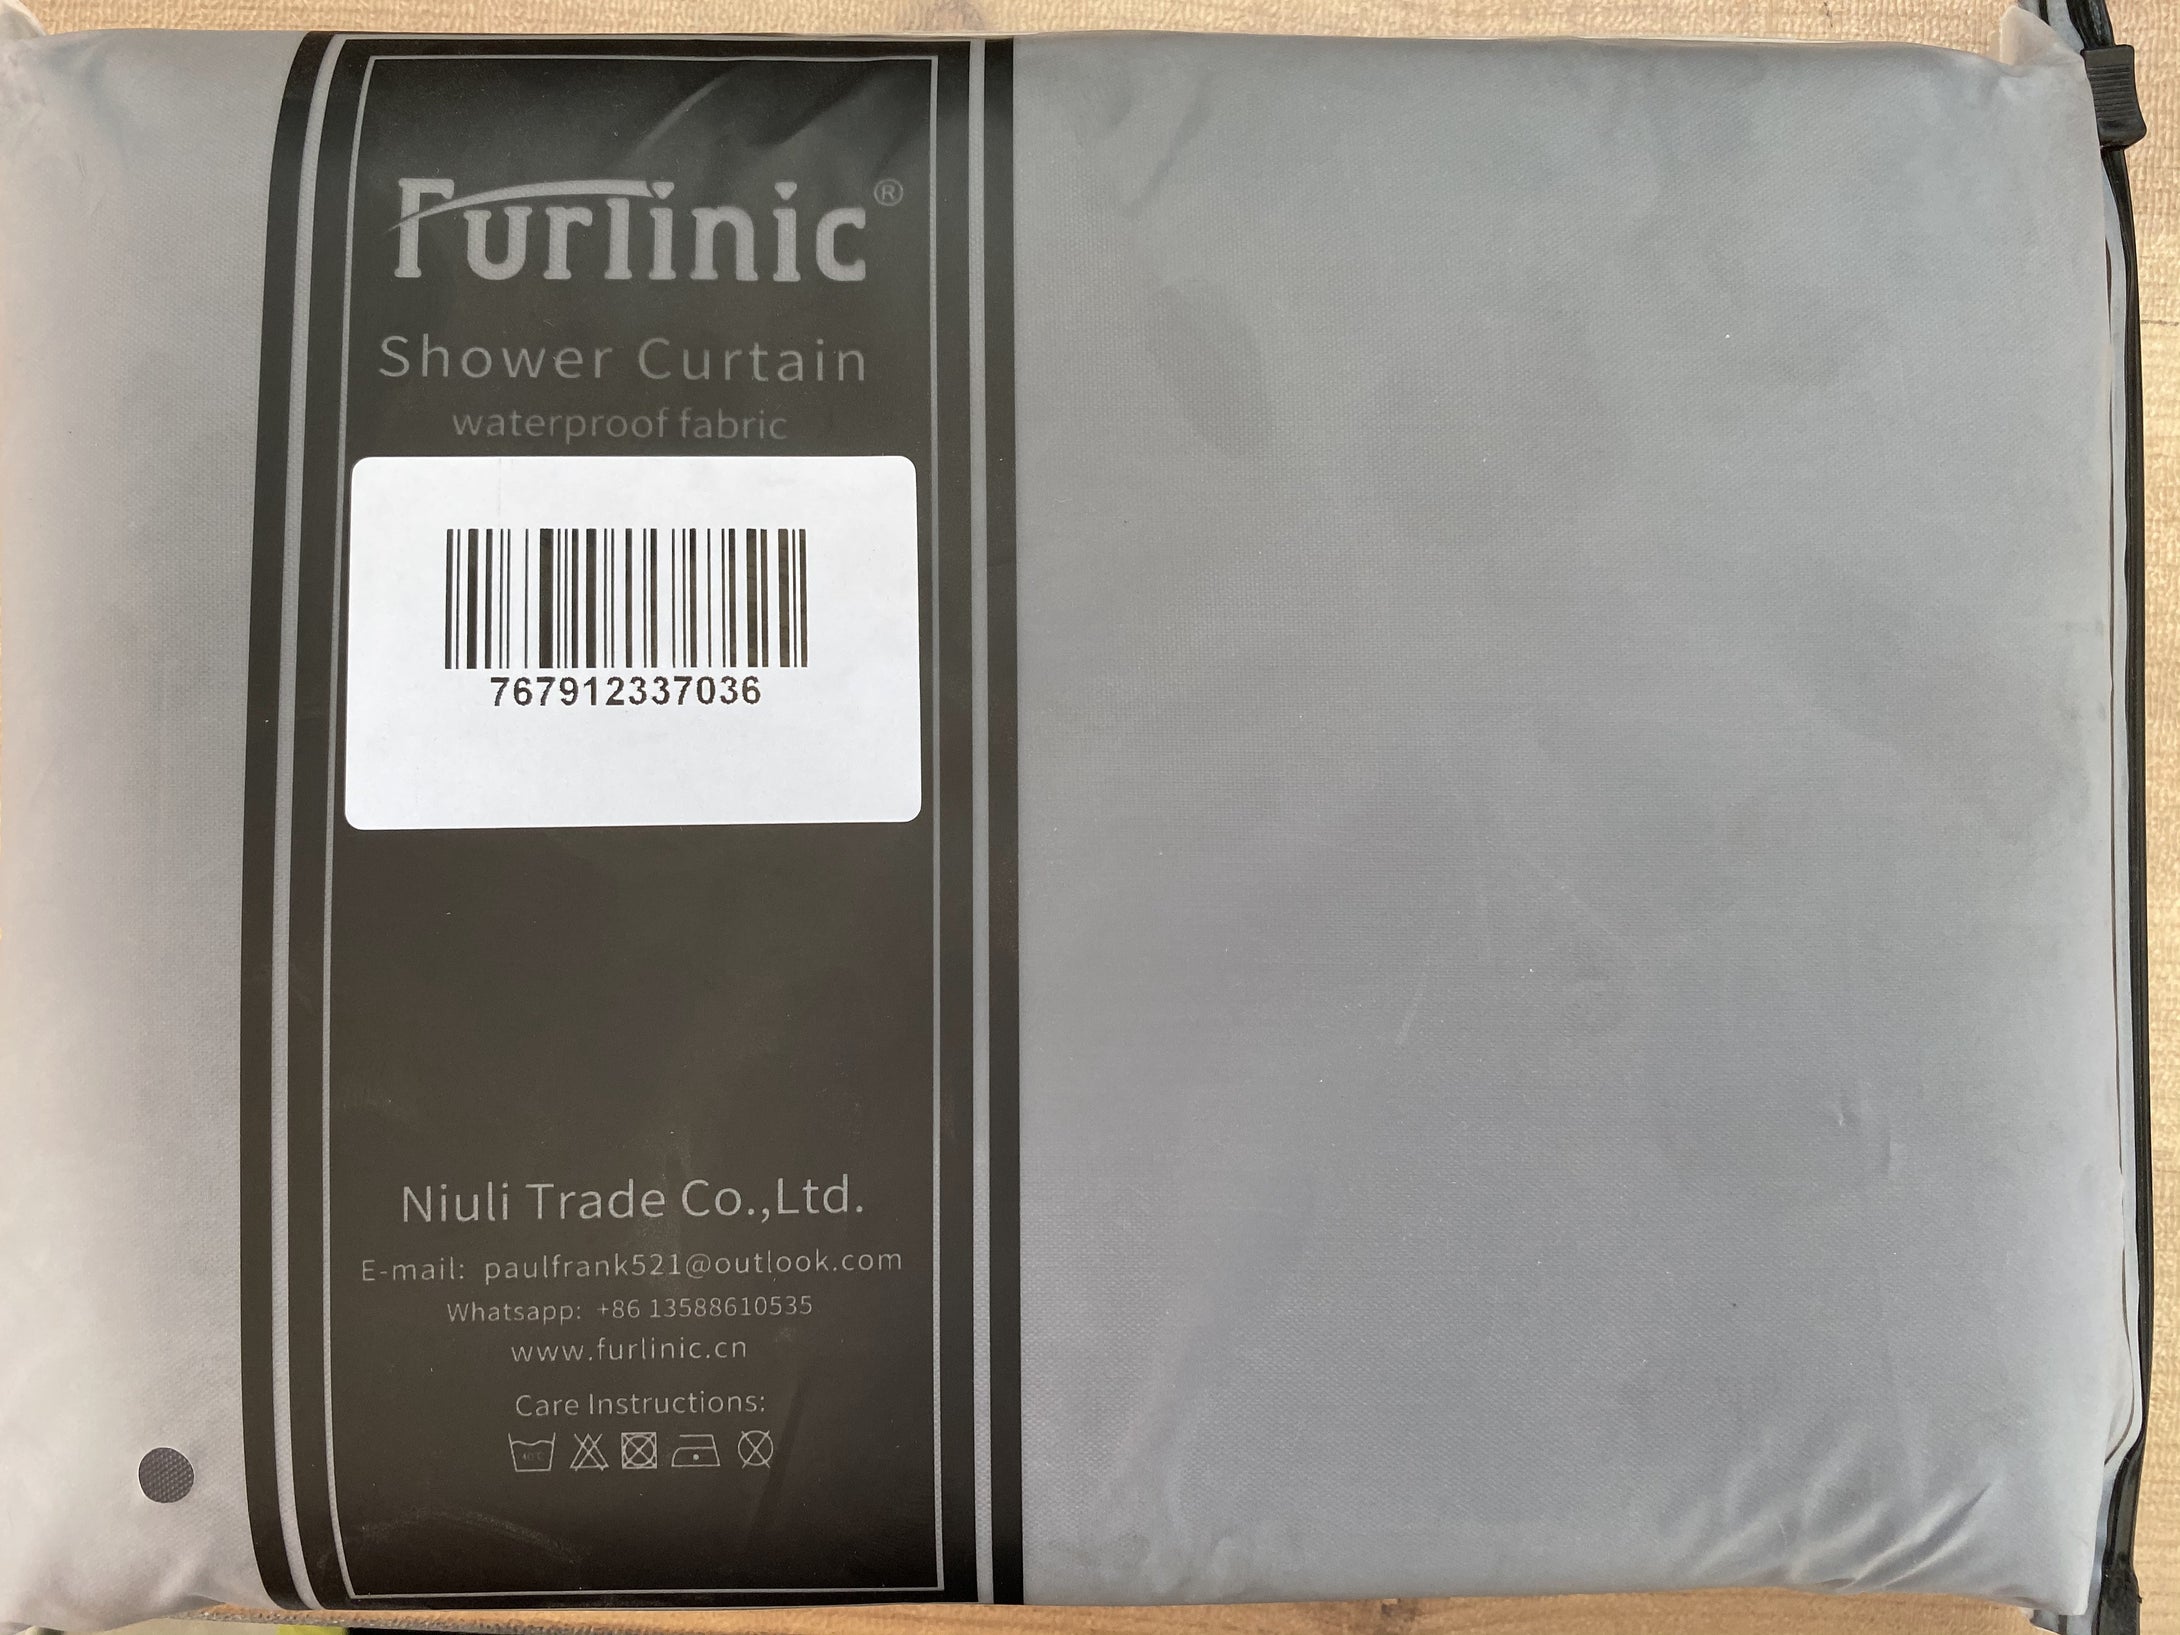 Furlinic®
Shower Curtain
waterproof fabric
767912337036
Niuli Trade Co.,Ltd.
E-mail: paulfrank521@outlook.com
Whatsapp: +86 13588610535
www.furlinic.cn
Care Instructions:
40°C